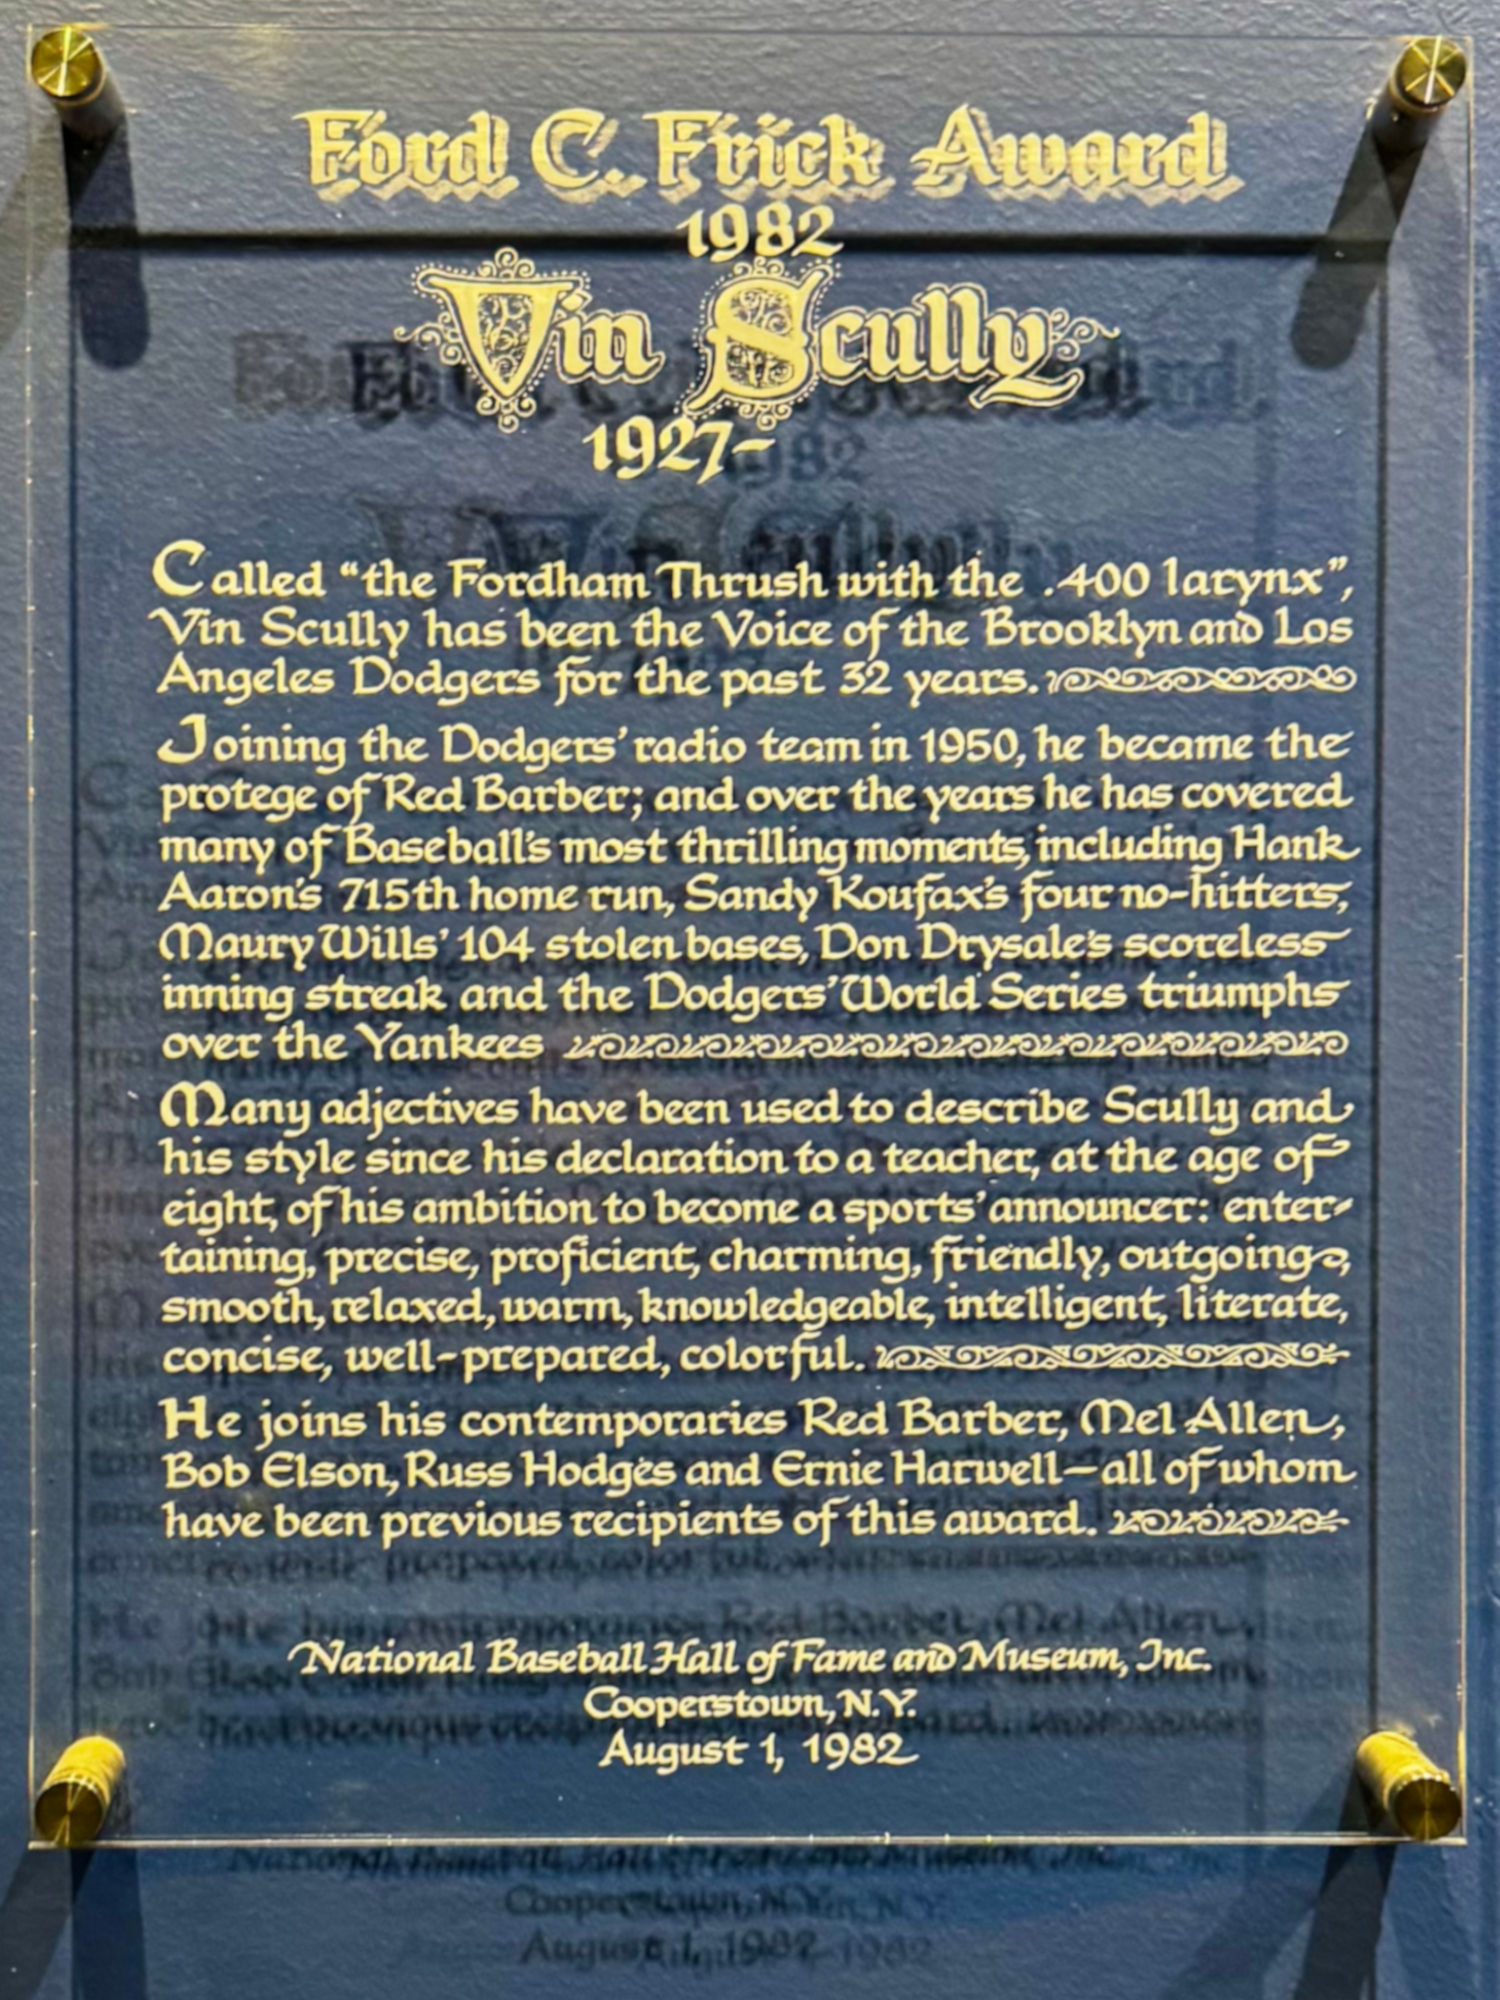 Ford C. Frick Award
1982
Vin Scully
1927-
Called “the Fordham Thrush with the .400 larynx”,
Vin Scully has been the Voice of the Brooklyn and Los
Angeles Dodgers for the past 32 years.
Joining the Dodgers’ radio team in 1950, he became the
protege of Red Barber; and over the years he has covered
many of Baseball’s most thrilling moments, including Hank
Aaron’s 715th home run, Sandy Koufax’s four no-hitters,
Maury Wills’ 104 stolen bases, Don Drysale’s scoreless
inning streak and the Dodgers’ World Series triumphs
over the Yankees
Many adjectives have been used to describe Scully and
his style since his declaration to a teacher, at the age of
eight, of his ambition to become a sports’ announcer: enter-
taining, precise, proficient, charming, friendly, outgoing,
smooth, relaxed, warm, knowledgeable, intelligent, literate,
concise, well-prepared, colorful.
He joins his contemporaries Red Barber, Mel Allen,
Bob Elson, Russ Hodges and Ernie Harwell—all of whom
have been previous recipients of this award.
National Baseball Hall of Fame and Museum, Inc.
Cooperstown, N.Y.
August 1, 1982